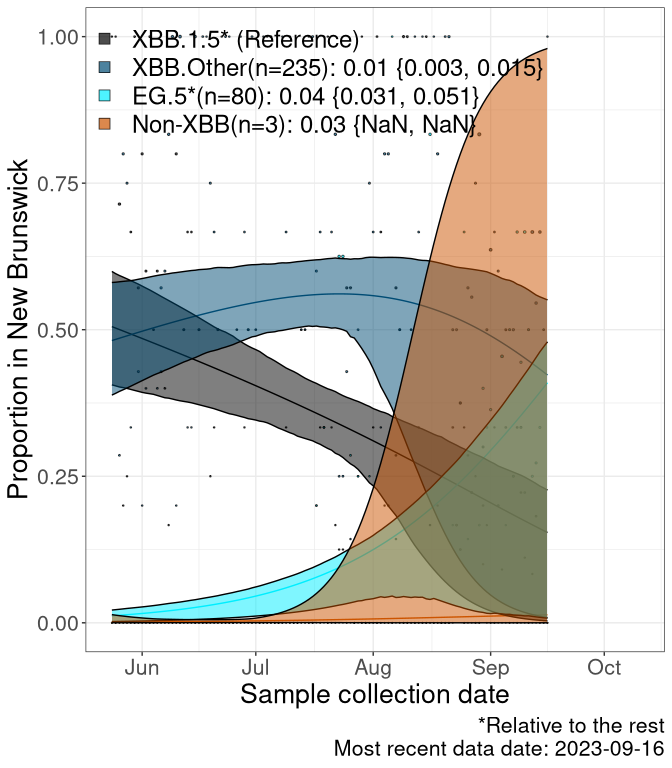 XBB.1.5* (Reference)
XBB.Other(n=235): 0.01 {0.003, 0.015}
EG.5*(n=80): 0.04 {0.031, 0.051}
Non-XBB(n=3): 0.03 {NaN, NaN}
Proportion in New Brunswick
1.00
0.75
0.50
0.25
0.00
Jun Jul Aug Sep Oct
Sample collection date
*Relative to the rest
Most recent data date: 2023-09-16